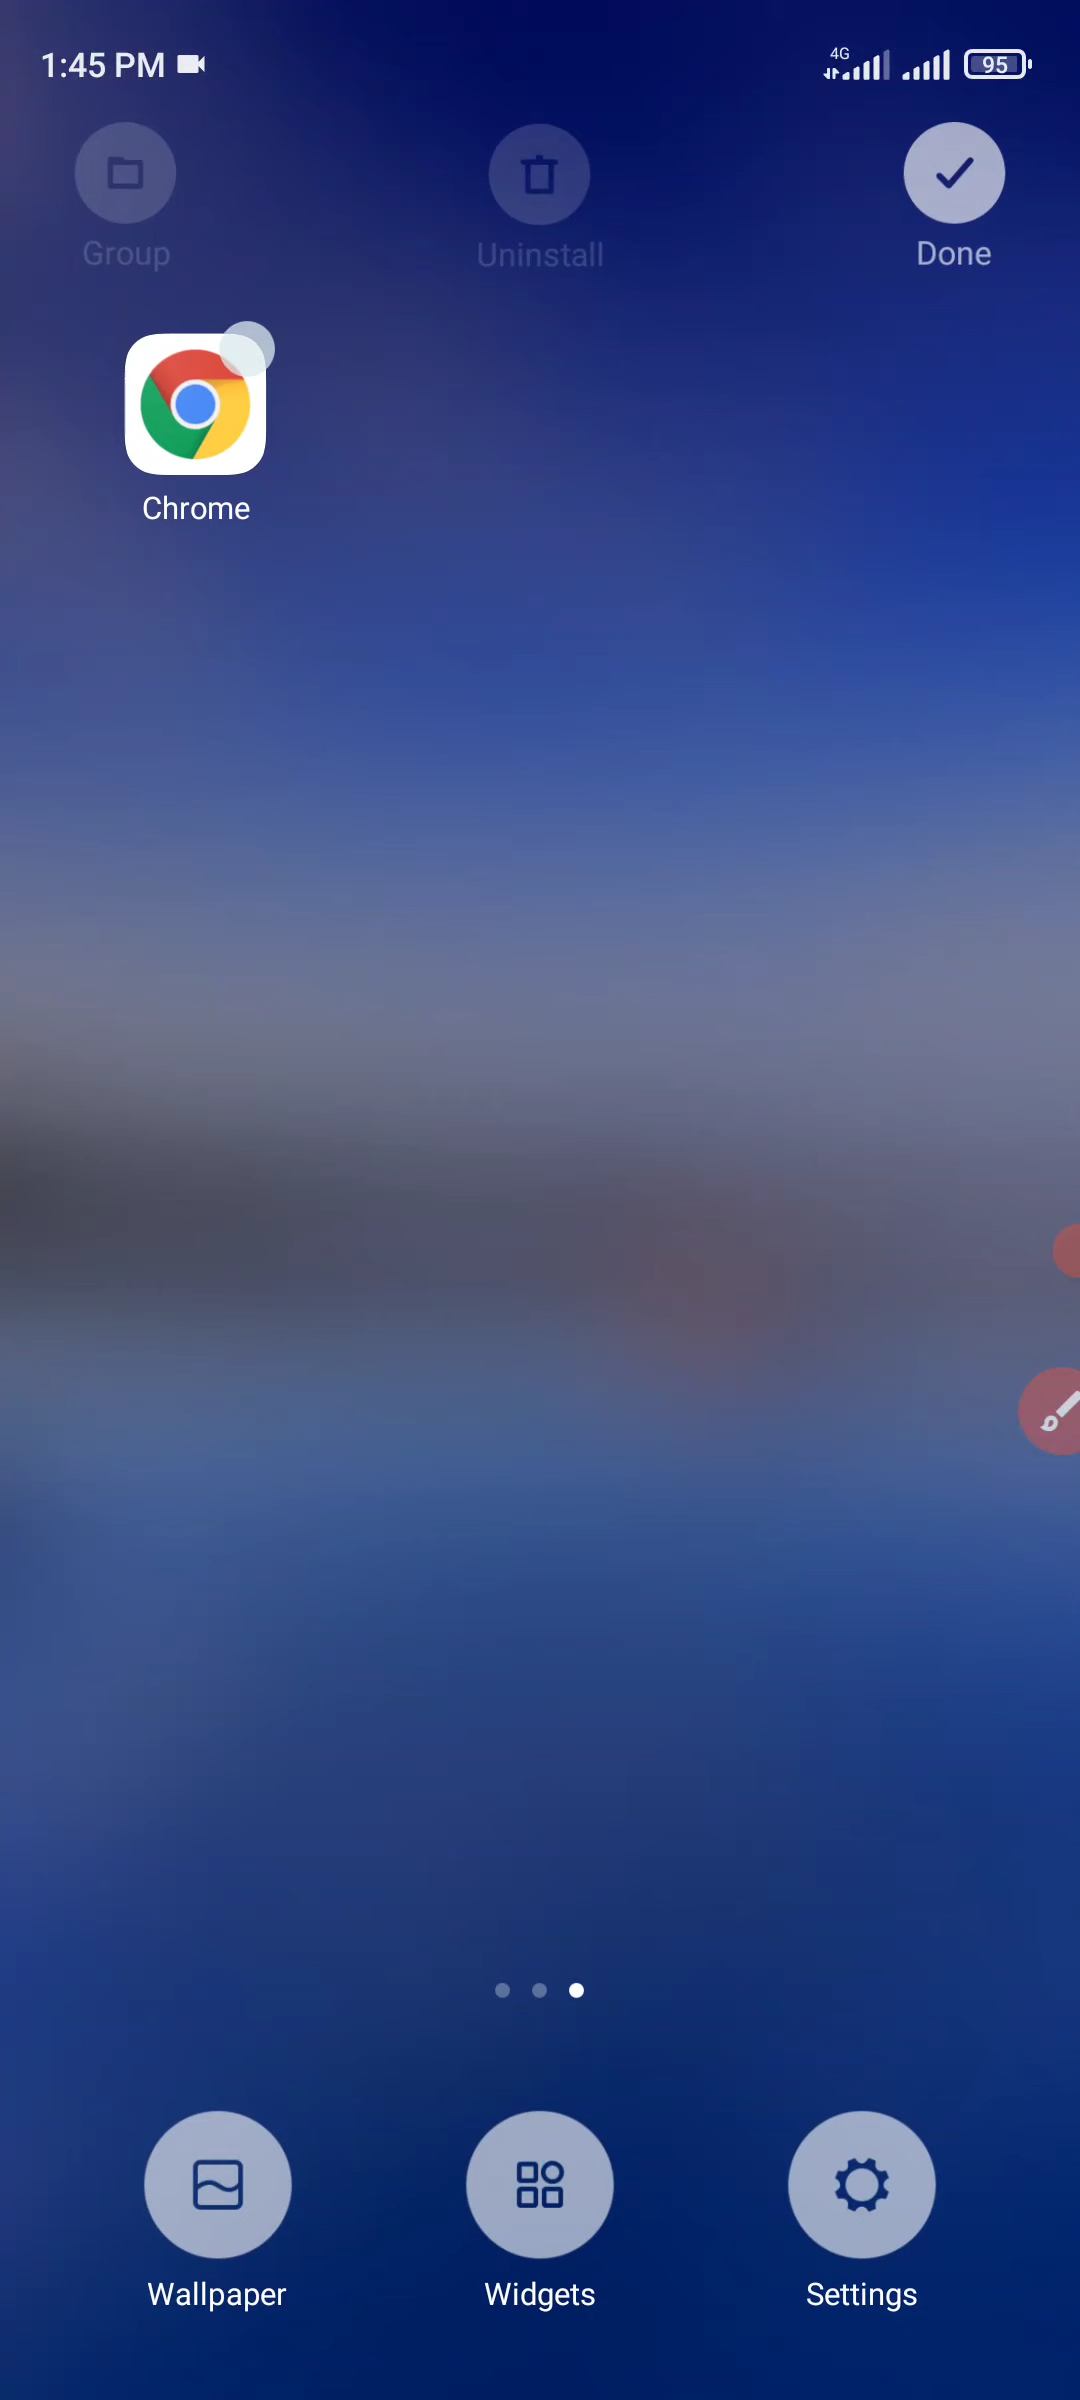 1:45 PM
4G
95
Group
Uninstall
Done
Chrome
Wallpaper
Widgets
Settings